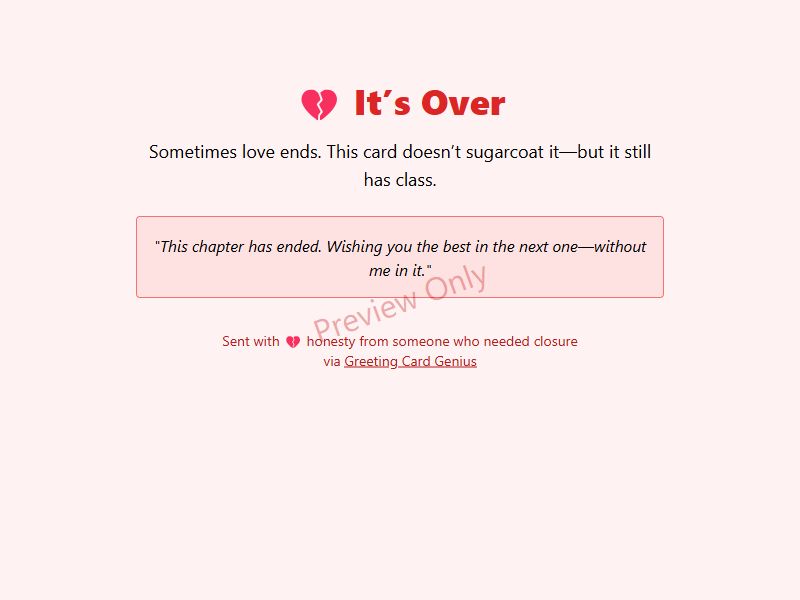 💔 It´s Over
Sometimes love ends. This card doesn’t sugarcoat it—but it still
has class.
"This chapter has ended. Wishing you the best in the next one—without
me in it."
Preview Only
Sent with 💔 honesty from someone who needed closure
via Greeting Card Genius